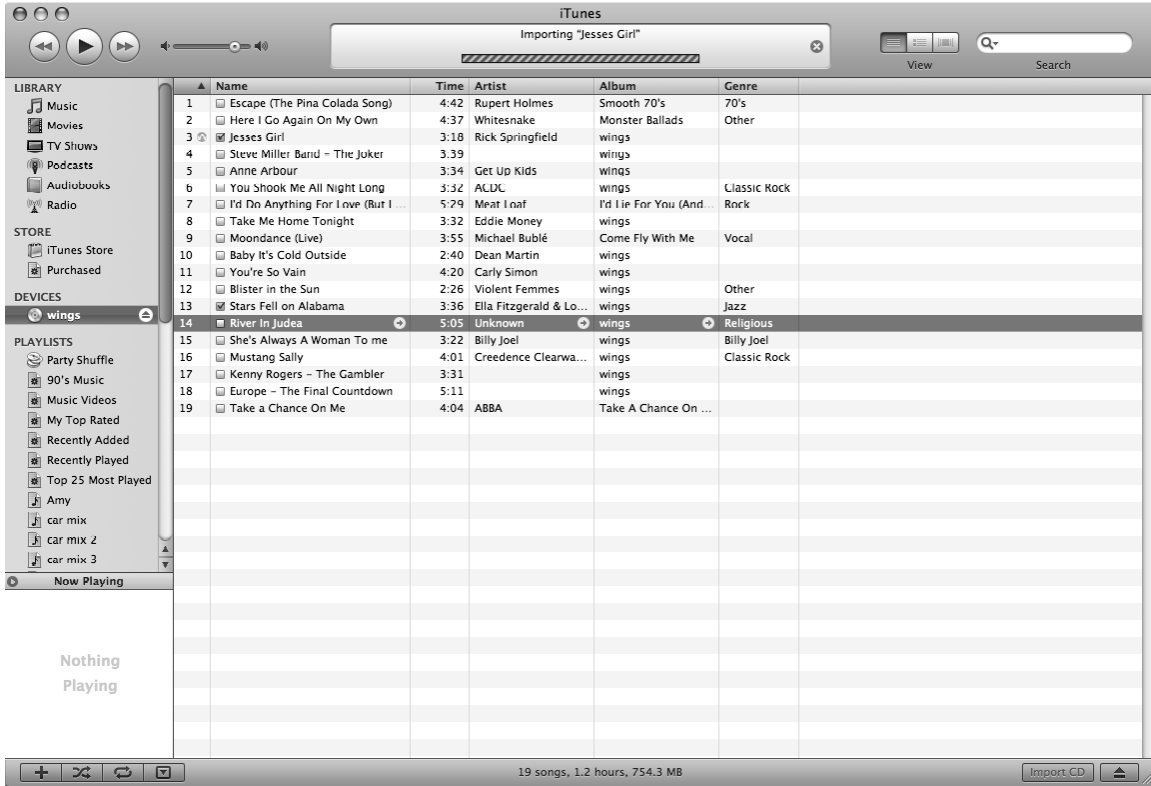 iTunes
Importing “Jesses Girl”
View
Search
LIBRARY
Music
Movies
TV Shows
Podcasts
Audiobooks
Radio
STORE
iTunes Store
Purchased
DEVICES
wings
PLAYLISTS
Party Shuffle
90's Music
Music Videos
My Top Rated
Recently Added
Recently Played
Top 25 Most Played
Amy
car mix
car mix 2
car mix 3
Now Playing
Nothing
Playing
Name Time Artist Album Genre
1 Escape (The Pina Colada Song) 4:42 Rupert Holmes Smooth 70's 70's
2 Here I Go Again On My Own 4:37 Whitesnake Monster Ballads Other
3 Jesses Girl 3:18 Rick Springfield wings
4 Steve Miller Band – The Joker 3:39 wings
5 Anne Arbour 3:34 Get Up Kids wings
6 You Shook Me All Night Long 3:32 ACDC wings Classic Rock
7 I'd Do Anything For Love (But I ... 5:29 Meat Loaf I'd Lie For You (And... Rock
8 Take Me Home Tonight 3:32 Eddie Money wings
9 Moondance (Live) 3:55 Michael Bublé Come Fly With Me Vocal
10 Baby It's Cold Outside 2:40 Dean Martin wings
11 You're So Vain 4:20 Carly Simon wings
12 Blister in the Sun 2:26 Violent Femmes wings Other
13 Stars Fell on Alabama 3:36 Ella Fitzgerald & Lo... wings Jazz
14 River In Judea 5:05 Unknown wings Religious
15 She's Always A Woman To me 3:22 Billy Joel wings Billy Joel
16 Mustang Sally 4:01 Creedence Clearwa... wings Classic Rock
17 Kenny Rogers – The Gambler 3:31 wings
18 Europe – The Final Countdown 5:11 wings
19 Take a Chance On Me 4:04 ABBA Take A Chance On ...
19 songs, 1.2 hours, 754.3 MB
Import CD